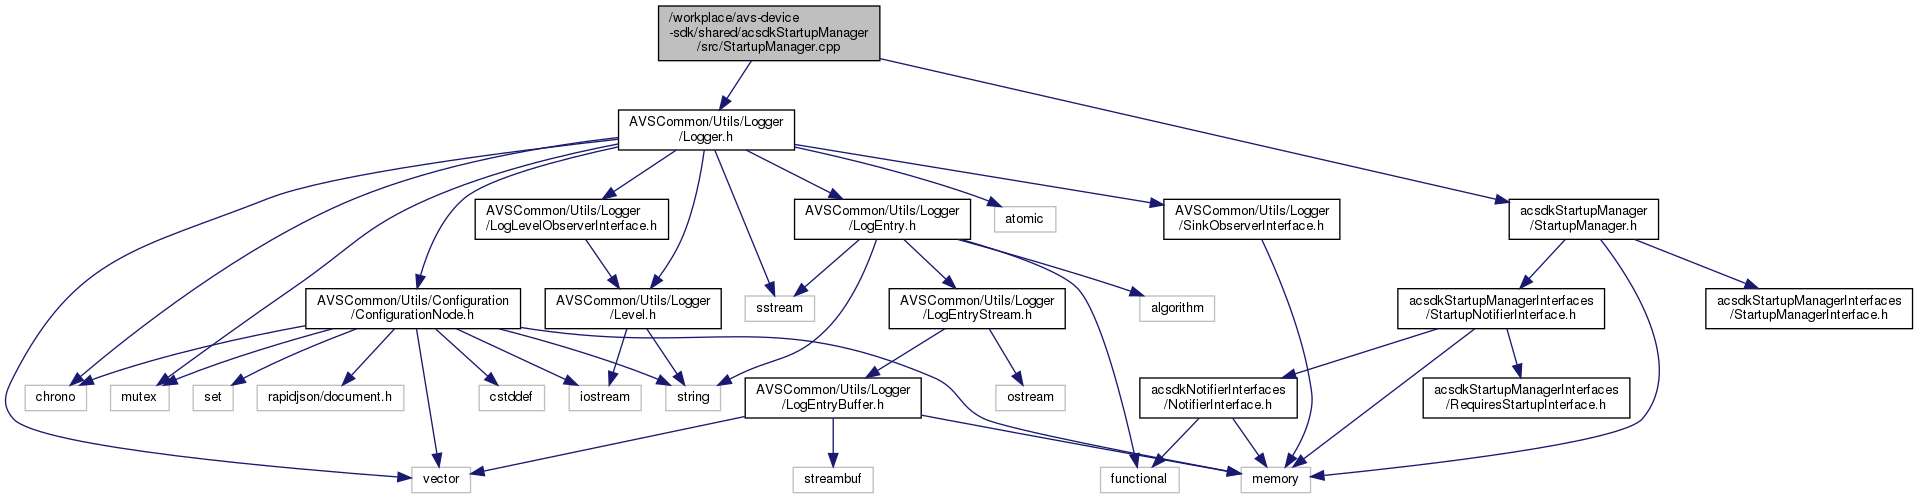 /workplace/avs-device
-sdk/shared/acsdkStartupManager
/src/StartupManager.cpp
AVSCommon/Utils/Logger
/Logger.h
AVSCommon/Utils/Logger
/LogLevelObserverInterface.h
AVSCommon/Utils/Logger
/LogEntry.h
atomic
AVSCommon/Utils/Logger
/SinkObserverInterface.h
acsdkStartupManager
/StartupManager.h
AVSCommon/Utils/Configuration
/ConfigurationNode.h
AVSCommon/Utils/Logger
/Level.h
sstream
AVSCommon/Utils/Logger
/LogEntryStream.h
algorithm
acsdkStartupManagerInterfaces
/StartupNotifierInterface.h
acsdkStartupManagerInterfaces
/StartupManagerInterface.h
chrono
mutex
set
rapidjson/document.h
cstddef
iostream
string
AVSCommon/Utils/Logger
/LogEntryBuffer.h
ostream
acsdkNotifierInterfaces
/NotifierInterface.h
acsdkStartupManagerInterfaces
/RequiresStartupInterface.h
vector
streambuf
functional
memory